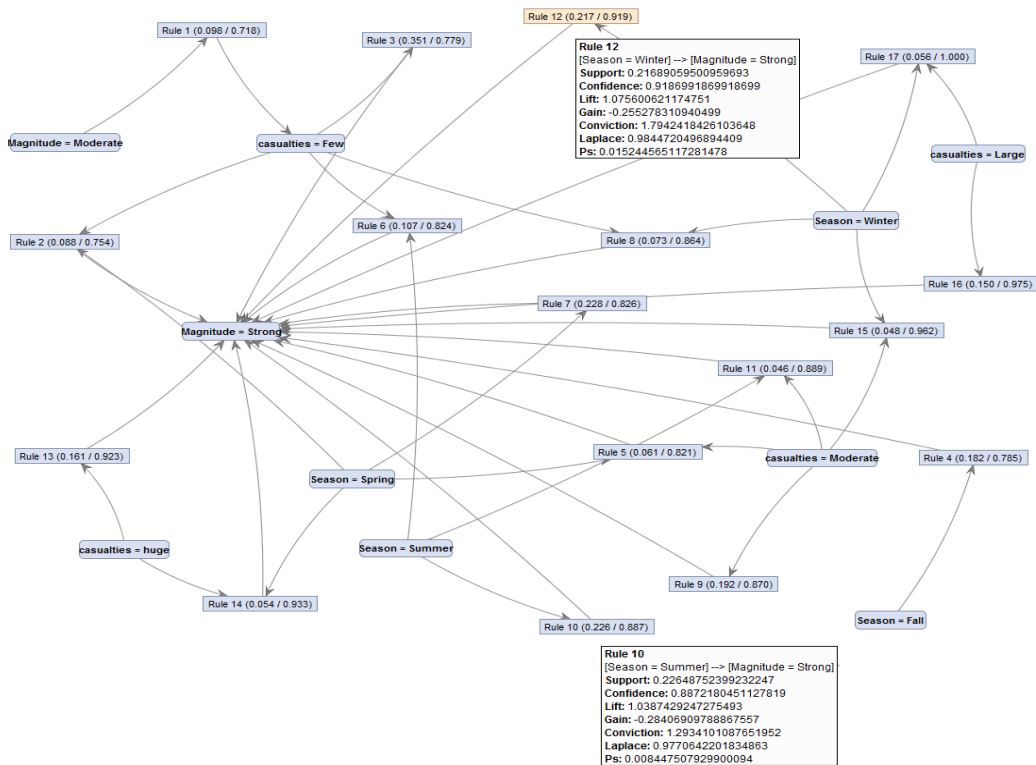 Rule 12 (0.217 / 0.919)
Rule 1 (0.098 / 0.718)
Rule 3 (0.351 / 0.779)
Rule 12
[Season = Winter] --> [Magnitude = Strong]
Support: 0.21689059500959693
Confidence: 0.9186991869918699
Lift: 1.075600621174751
Gain: -0.255278310940499
Conviction: 1.7942418426103648
Laplace: 0.9844720496894409
Ps: 0.015244565117281478
Rule 17 (0.056 / 1.000)
Magnitude = Moderate
casualties = Few
casualties = Large
Season = Winter
Rule 6 (0.107 / 0.824)
Rule 2 (0.088 / 0.754)
Rule 8 (0.073 / 0.864)
Rule 16 (0.150 / 0.975)
Rule 7 (0.228 / 0.826)
Magnitude = Strong
Rule 15 (0.048 / 0.962)
Rule 11 (0.046 / 0.889)
Rule 13 (0.161 / 0.923)
Rule 5 (0.061 / 0.821)
casualties = Moderate
Rule 4 (0.182 / 0.785)
Season = Spring
casualties = huge
Season = Summer
Rule 9 (0.192 / 0.870)
Rule 14 (0.054 / 0.933)
Season = Fall
Rule 10 (0.226 / 0.887)
Rule 10
[Season = Summer] --> [Magnitude = Strong]
Support: 0.22648752399232247
Confidence: 0.8872180451127819
Lift: 1.0387429247275493
Gain: -0.28406909788867557
Conviction: 1.2934101087651952
Laplace: 0.9770642201834863
Ps: 0.008447507929900094